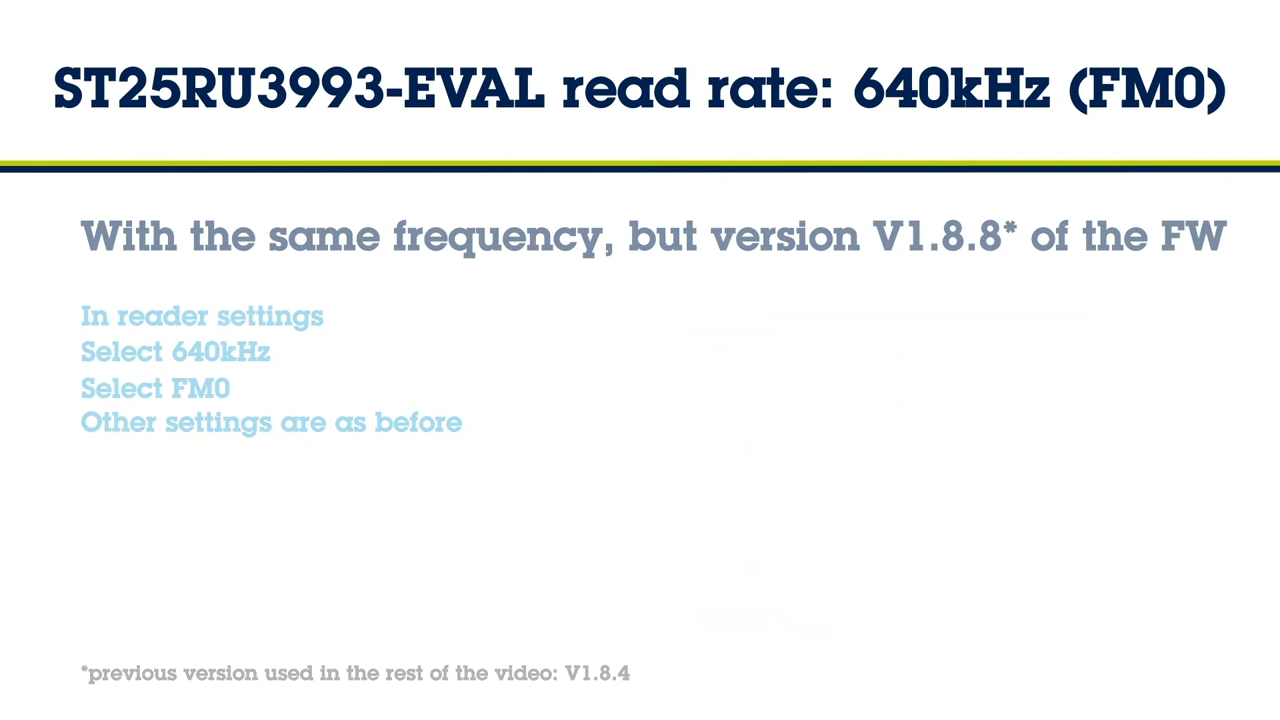 ST25RU3993-EVAL read rate: 640kHz (FM0)
With the same frequency, but version V1.8.8* of the FW
In reader settings
Select 640kHz
Select FM0
Other settings are as before
*previous version used in the rest of the video: V1.8.4